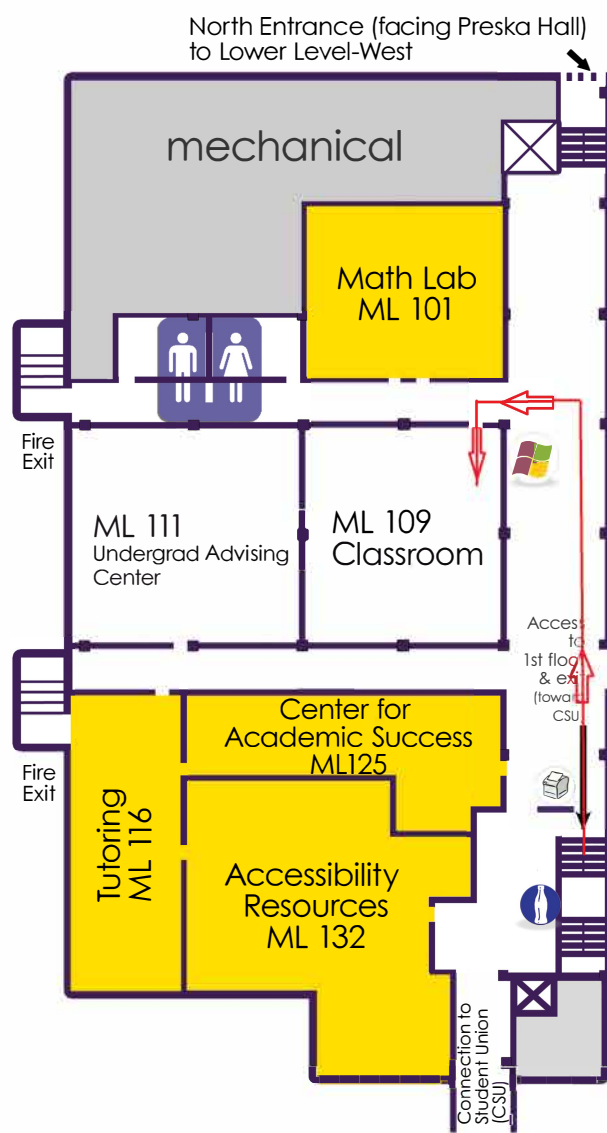 North Entrance (facing Preska Hall)
to Lower Level-West
mechanical
Math Lab
ML 101
Fire
Exit
ML 111
Undergrad Advising
Center
ML 109
Classroom
Access
to
1st floor
& exit
(toward
CSU
Center for
Academic Success
ML125
Fire
Exit
Tutoring
ML 116
Accessibility
Resources
ML 132
Connection to
Student Union
(CSU)